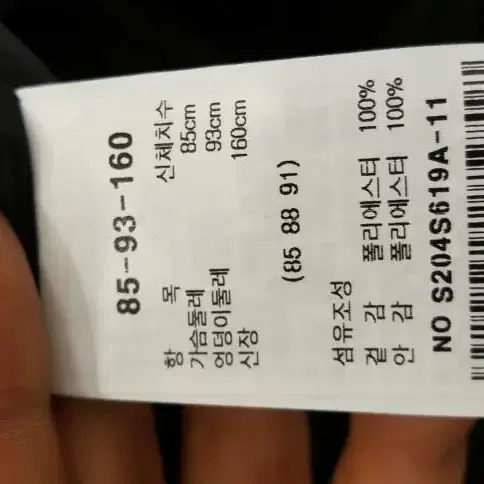 85-93-160
항 목 신체치수
가슴둘레 85cm
엉덩이둘레 93cm
신장 160cm
(85 88 91)
섬유조성
겉 감 폴리에스터 100%
안 감 폴리에스터 100%
NO S204S619A-11